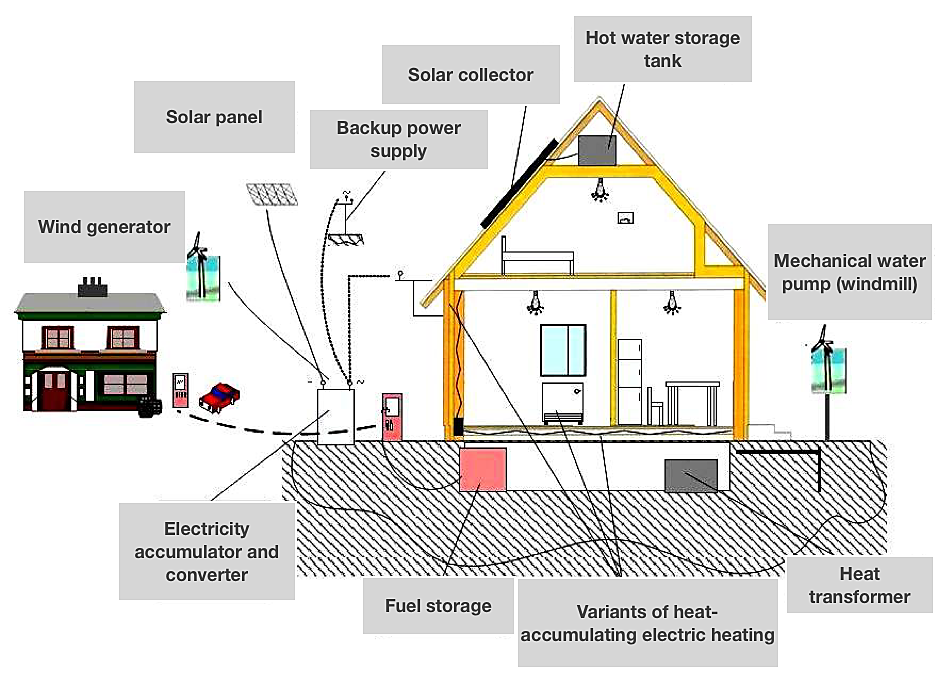 Hot water storage
tank
Solar collector
Solar panel
Backup power
supply
Wind generator
Mechanical water
pump (windmill)
Electricity
accumulator and
converter
Fuel storage
Variants of heat-
accumulating electric heating
Heat
transformer